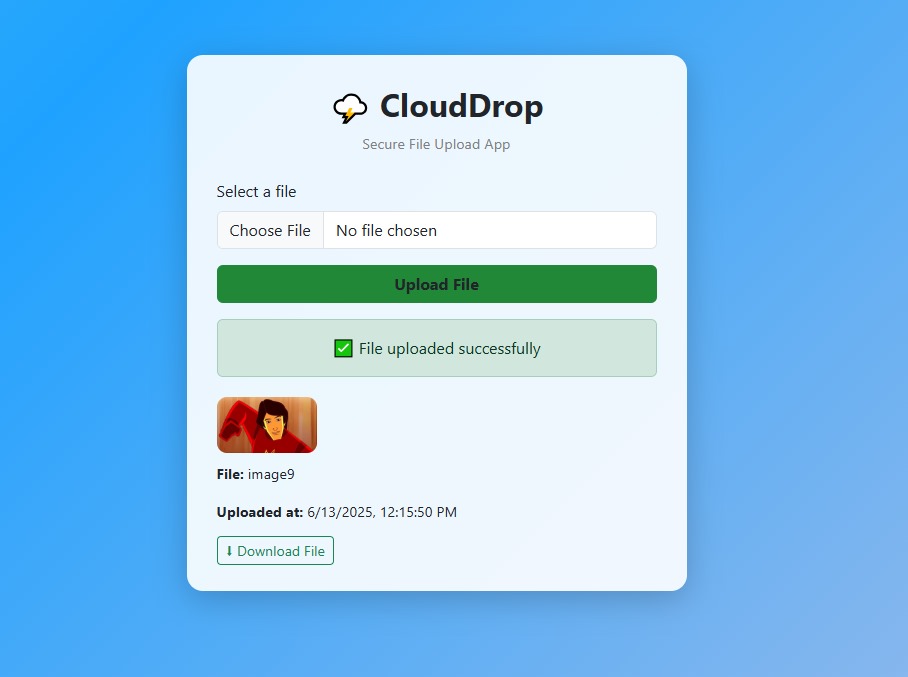 CloudDrop
Secure File Upload App
Select a file
Choose File No file chosen
Upload File
✅ File uploaded successfully
File: image9
Uploaded at: 6/13/2025, 12:15:50 PM
⬇ Download File